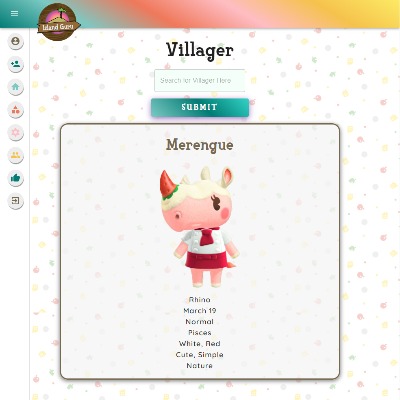 Island Guru
Villager
Search for Villager Here
SUBMIT
Merengue
Rhino
March 19
Normal
Pisces
White, Red
Cute, Simple
Nature